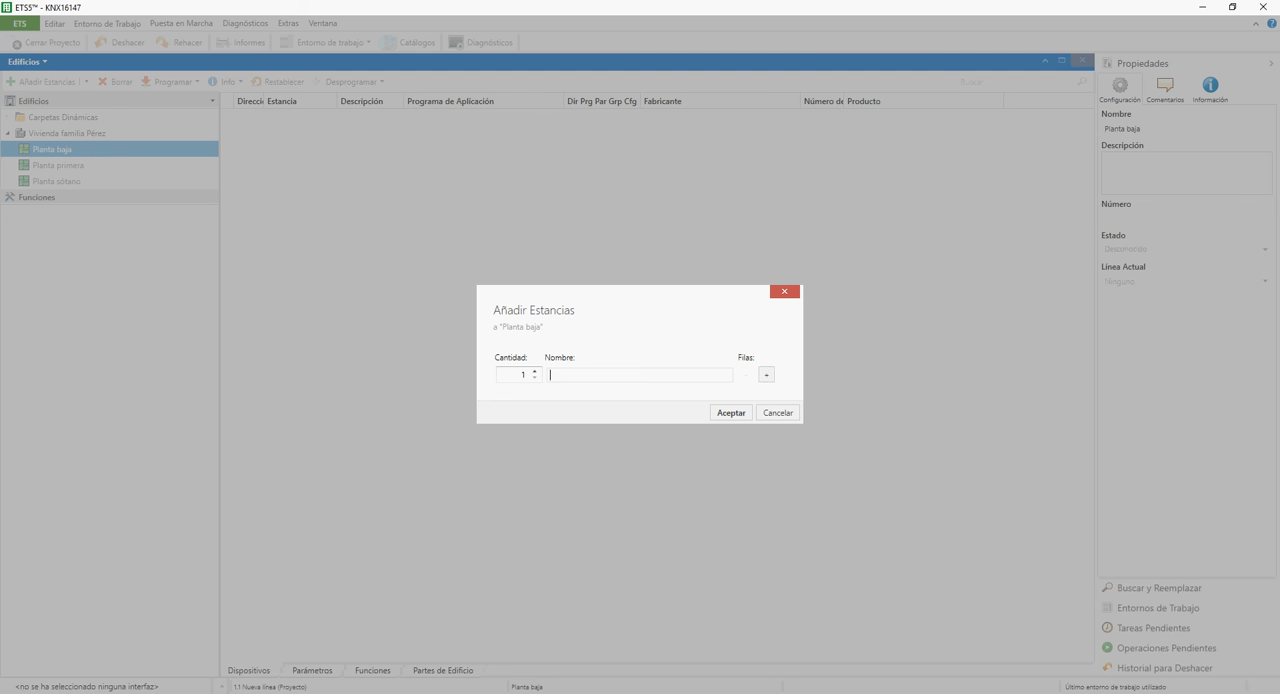 ETS5™ - KNX16147
ETS Editar Entorno de Trabajo Puesta en Marcha Diagnósticos Extras Ventana
Cerrar Proyecto Deshacer Rehacer Informes Entorno de trabajo Catálogos Diagnósticos
Edificios
Añadir Estancias Borrar Programar Info Restablecer Desprogramar Buscar
Edificios
Carpetas Dinámicas
Vivienda familia Pérez
Planta baja
Planta primera
Planta sótano
Funciones
Direcci Estancia Descripción Programa de Aplicación Dir Prg Par Grp Cfg Fabricante Número de Producto
Añadir Estancias
a "Planta baja"
Cantidad: Nombre: Filas:
1 - +
Aceptar Cancelar
Propiedades
Configuración Comentarios Información
Nombre
Planta baja
Descripción
Número
Estado
Desconocido
Línea Actual
Ninguno
Buscar y Reemplazar
Entornos de Trabajo
Tareas Pendientes
Operaciones Pendientes
Historial para Deshacer
Dispositivos Parámetros Funciones Partes de Edificio
<no se ha seleccionado ninguna interfaz> 1.1 Nueva línea (Proyecto) Planta baja Último entorno de trabajo utilizado